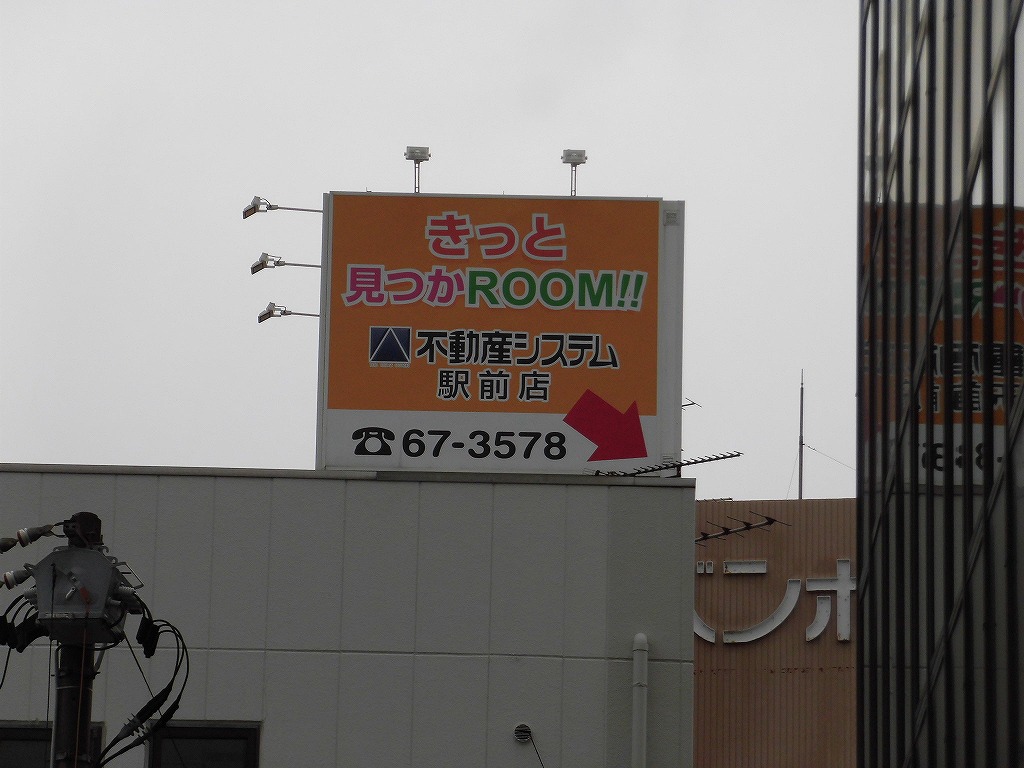 きっと
見つかROOM!!
不動産システム
駅前店
☎67-3578